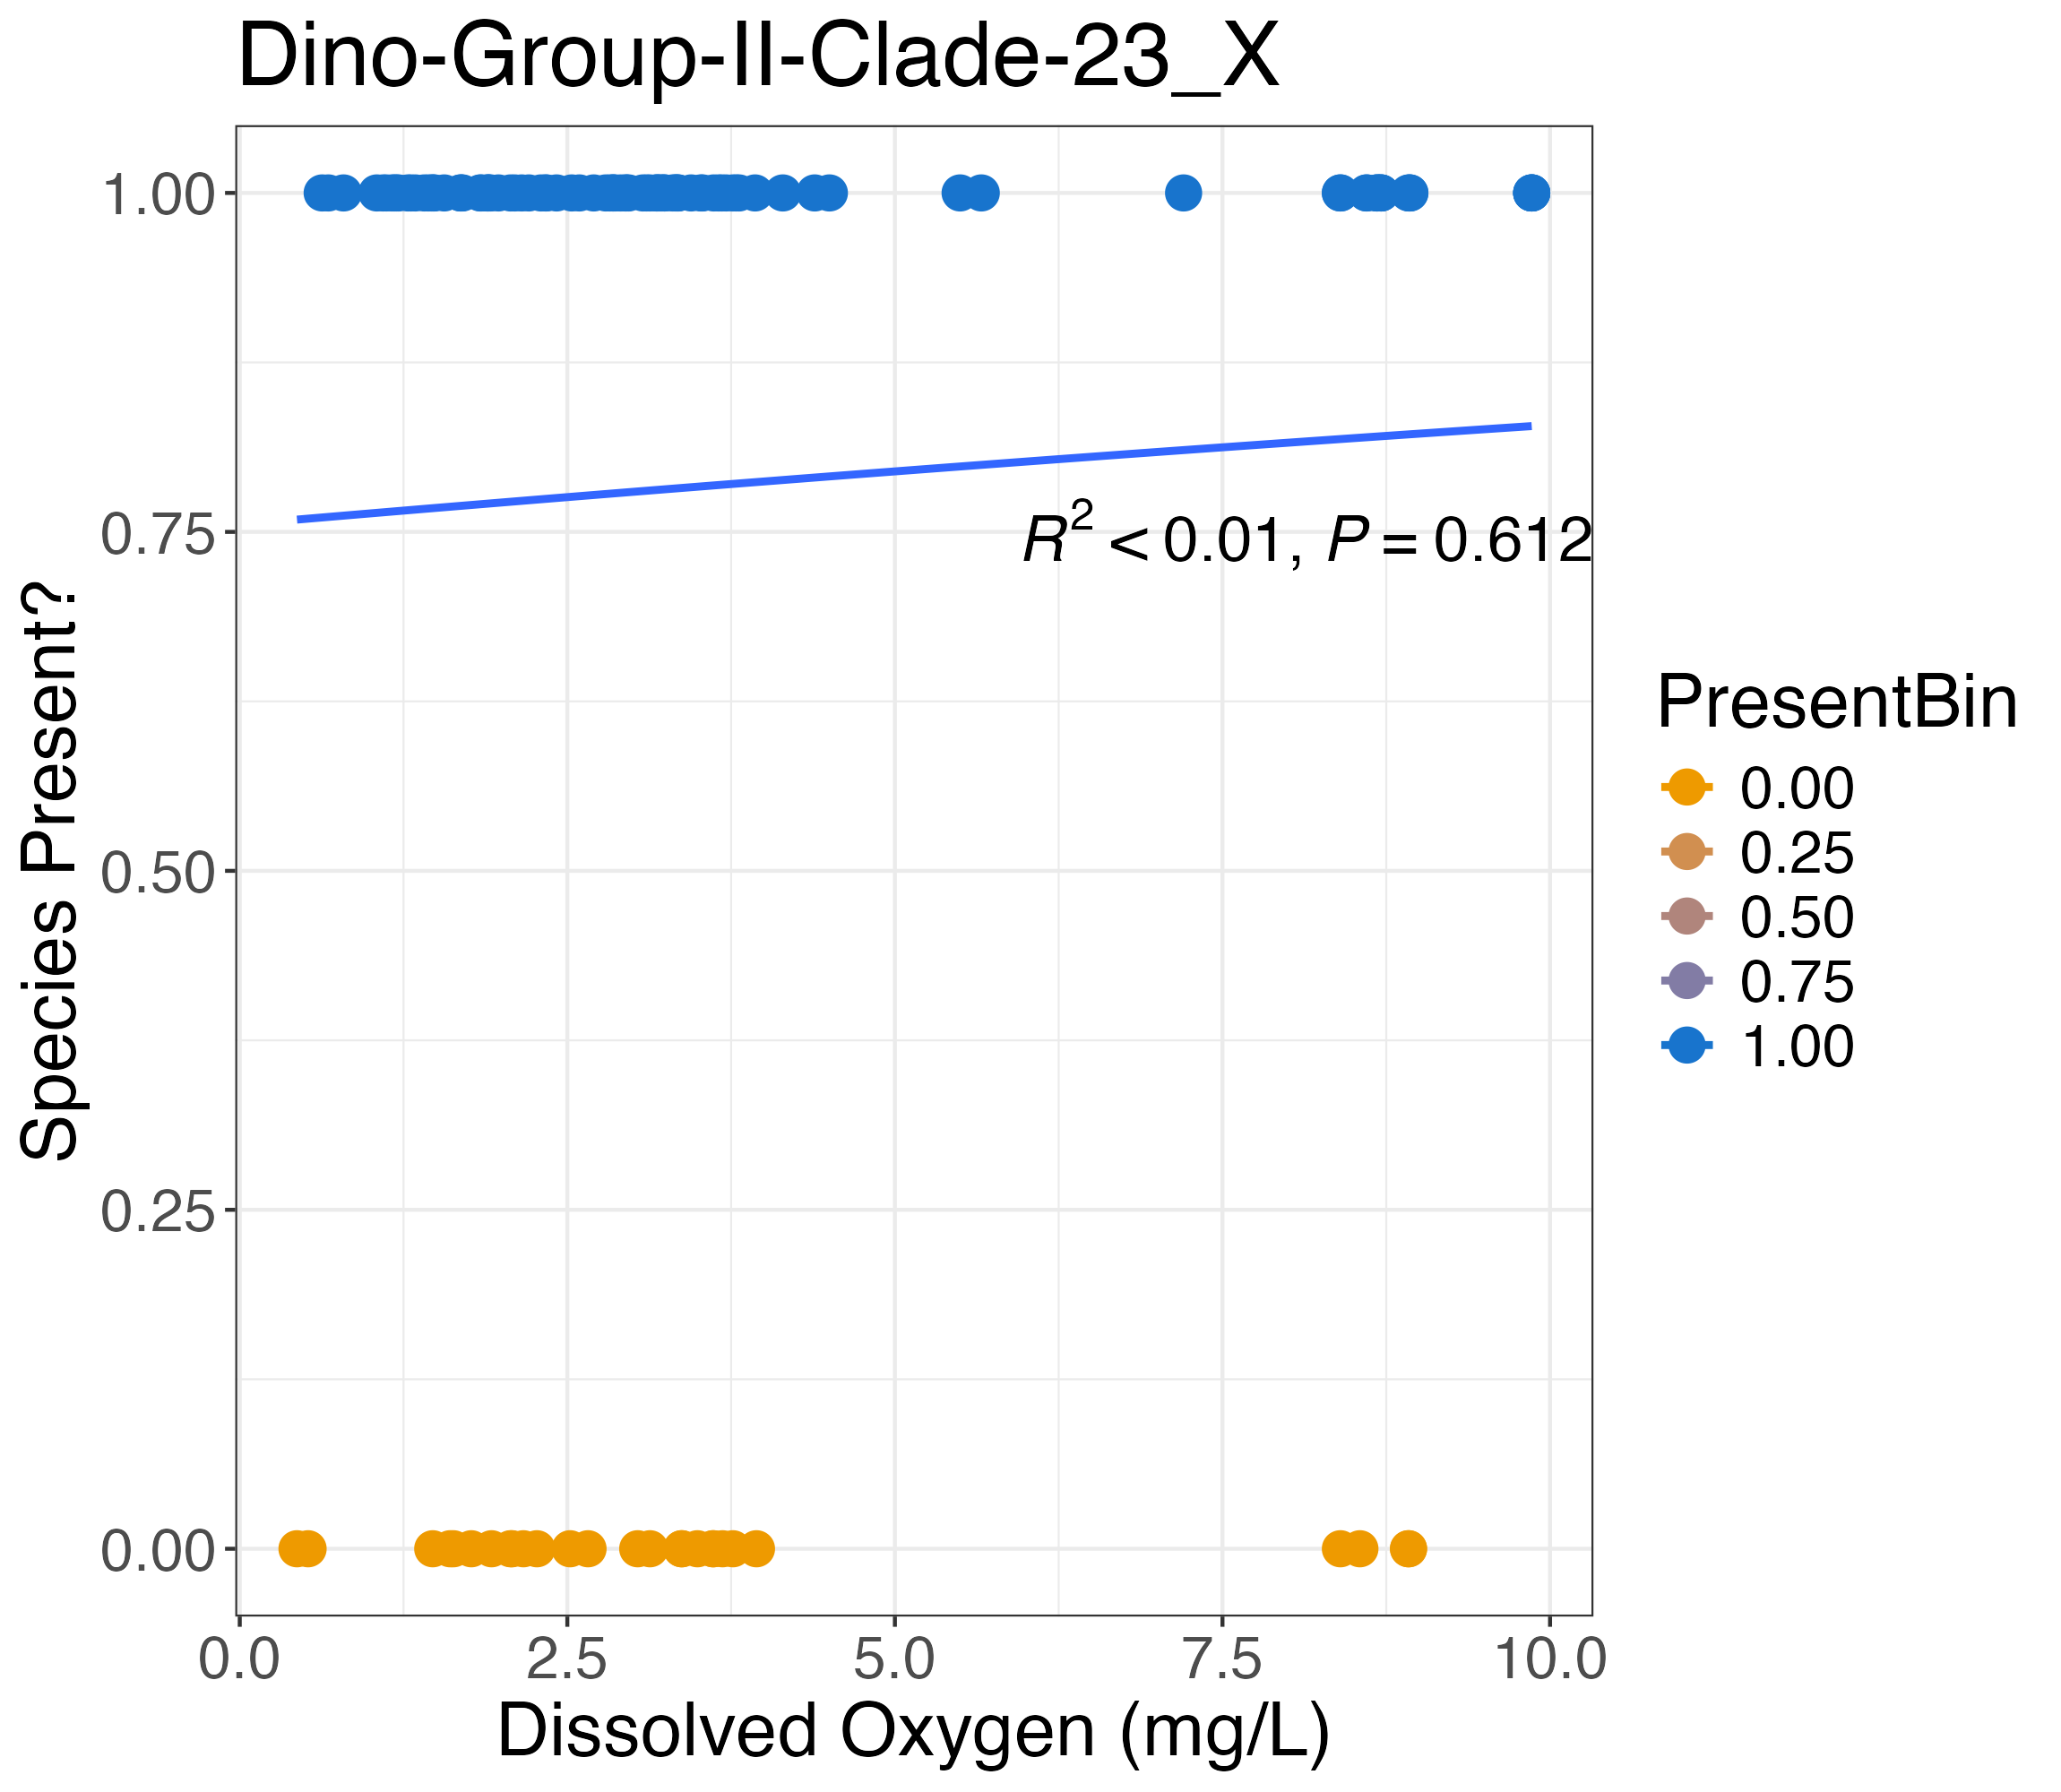 Dino-Group-II-Clade-23_X
Species Present?
1.00
0.75
0.50
0.25
0.00
R² < 0.01, P = 0.612
0.0 2.5 5.0 7.5 10.0
Dissolved Oxygen (mg/L)
PresentBin
0.00
0.25
0.50
0.75
1.00